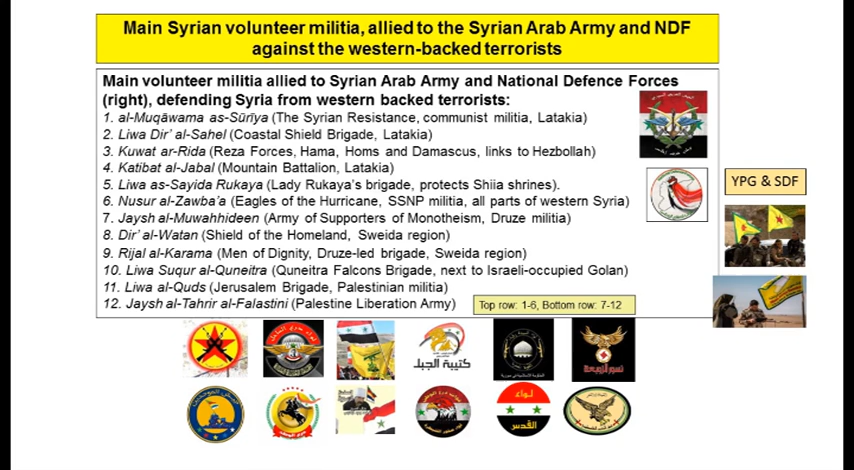 Main Syrian volunteer militia, allied to the Syrian Arab Army and NDF
against the western-backed terrorists
Main volunteer militia allied to Syrian Arab Army and National Defence Forces
(right), defending Syria from western backed terrorists:
1. al-Muqāwama as-Sūrīya (The Syrian Resistance, communist militia, Latakia)
2. Liwa Dir’ al-Sahel (Coastal Shield Brigade, Latakia)
3. Kuwat ar-Rida (Reza Forces, Hama, Homs and Damascus, links to Hezbollah)
4. Katibat al-Jabal (Mountain Battalion, Latakia)
5. Liwa as-Sayida Rukaya (Lady Rukaya’s brigade, protects Shiia shrines).
YPG & SDF
6. Nusur al-Zawba’a (Eagles of the Hurricane, SSNP militia, all parts of western Syria)
7. Jaysh al-Muwahhideen (Army of Supporters of Monotheism, Druze militia)
8. Dir’ al-Watan (Shield of the Homeland, Sweida region)
9. Rijal al-Karama (Men of Dignity, Druze-led brigade, Sweida region)
10. Liwa Suqur al-Quneitra (Quneitra Falcons Brigade, next to Israeli-occupied Golan)
11. Liwa al-Quds (Jerusalem Brigade, Palestinian militia)
12. Jaysh al-Tahrir al-Falastini (Palestine Liberation Army)
Top row: 1-6, Bottom row: 7-12
كتيبة الجبل
نسور الزوبعة
لواء
القدس